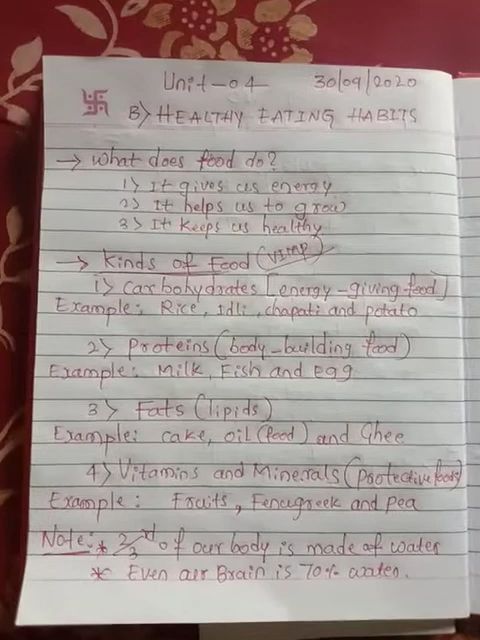 Unit-04 30/09/2020
卐 B) HEALTHY EATING HABITS
→ What does food do?
1) It gives us energy
2) It helps us to grow
3) It keeps us healthy
→ Kinds of Food (VIMP)
1) Carbohydrates [energy-giving food]
Example: Rice, Idli, chapati and potato
2) Proteins (body-building food)
Example: Milk, Fish and egg
3) Fats (lipids)
Example: cake, oil (food) and Ghee
4) Vitamins and Minerals (protective foods)
Example: Fruits, Fenugreek and pea
Note: * 2/3rd of our body is made of water
* Even our Brain is 70% water.